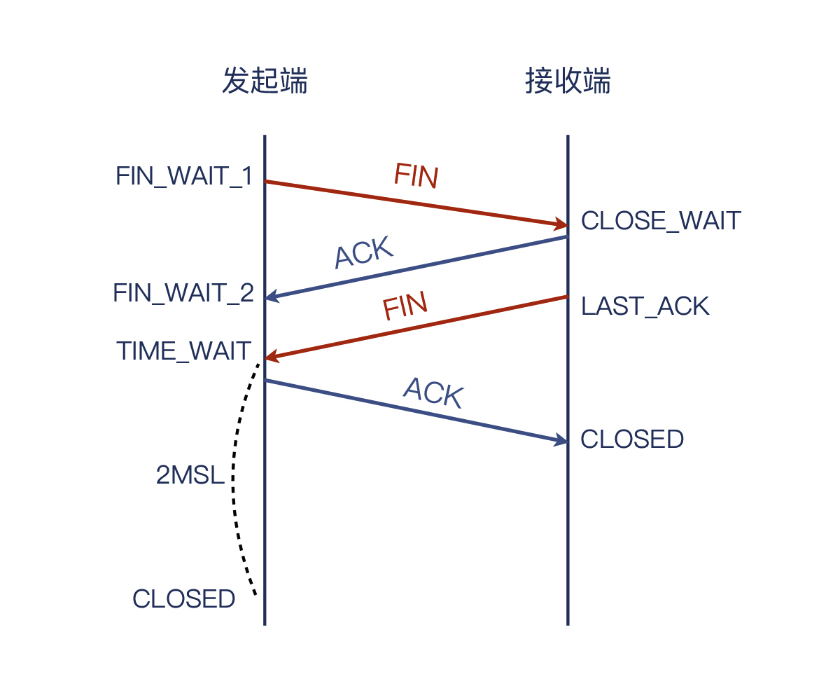 发起端
接收端
FIN_WAIT_1
FIN
CLOSE_WAIT
ACK
FIN_WAIT_2
FIN
LAST_ACK
TIME_WAIT
ACK
CLOSED
2MSL
CLOSED